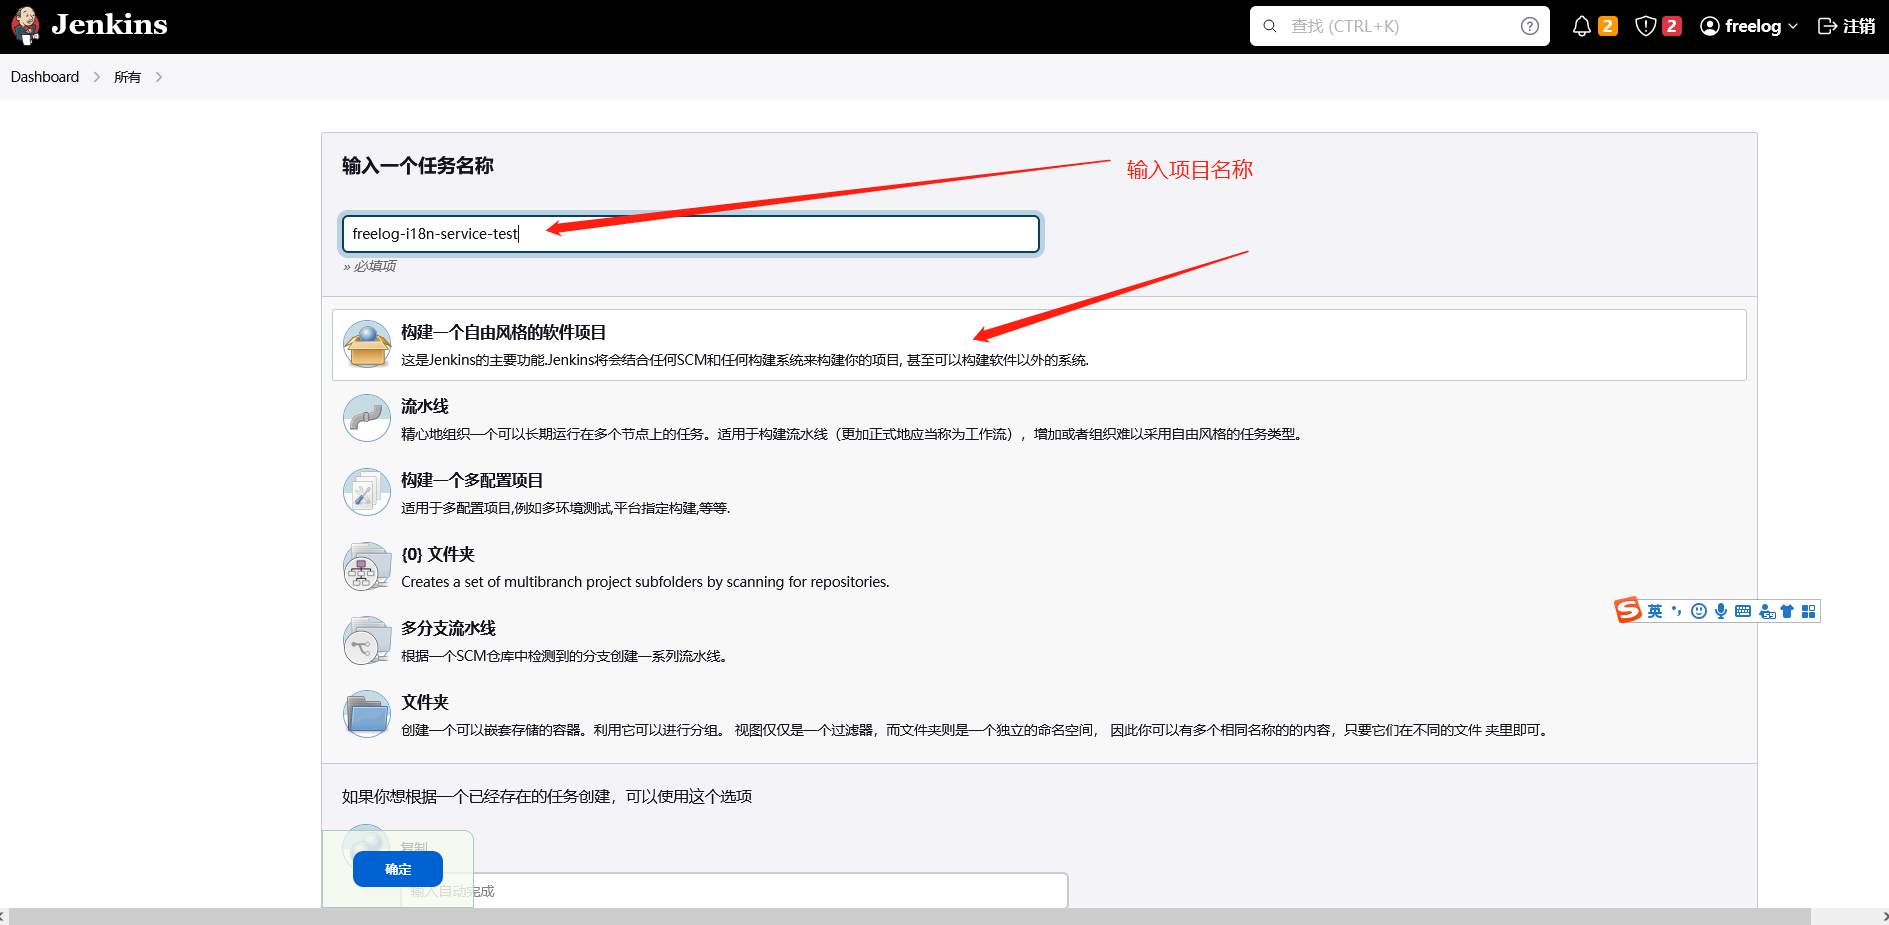 Jenkins
查找 (CTRL+K)
2
2
freelog
注销
Dashboard
所有
输入一个任务名称
输入项目名称
freelog-i18n-service-test
» 必填项
构建一个自由风格的软件项目
这是Jenkins的主要功能.Jenkins将会结合任何SCM和任何构建系统来构建你的项目, 甚至可以构建软件以外的系统.
流水线
精心地组织一个可以长期运行在多个节点上的任务。适用于构建流水线（更加正式地应当称为工作流），增加或者组织难以采用自由风格的任务类型。
构建一个多配置项目
适用于多配置项目,例如多环境测试,平台指定构建,等等.
{0} 文件夹
Creates a set of multibranch project subfolders by scanning for repositories.
英
多分支流水线
根据一个SCM仓库中检测到的分支创建一系列流水线。
文件夹
创建一个可以嵌套存储的容器。利用它可以进行分组。 视图仅仅是一个过滤器，而文件夹则是一个独立的命名空间， 因此你可以有多个相同名称的的内容，只要它们在不同的文件 夹里即可。
如果你想根据一个已经存在的任务创建，可以使用这个选项
复制
确定
输入自动完成